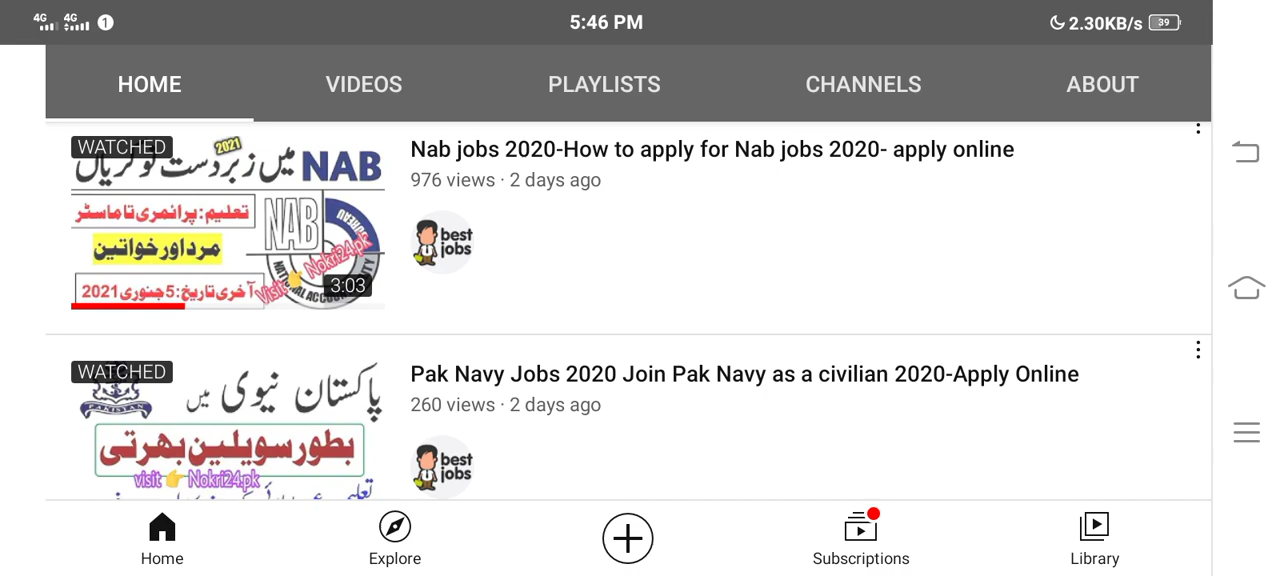 4G 4G 1 5:46 PM 2.30KB/s 39
HOME VIDEOS PLAYLISTS CHANNELS ABOUT
WATCHED
2021
NAB میں زبردست نوکریاں
تعلیم:پرائمری تا ماسٹر
NAB
BUREAU
مرد اور خواتین
آخری تاریخ:5جنوری2021
Visit 👉 Nokri24.pk
3:03
Nab jobs 2020-How to apply for Nab jobs 2020- apply online
976 views · 2 days ago
best
jobs
WATCHED
PAKISTAN
پاکستان نیوی میں
بطور سویلین بھرتی
visit 👉 Nokri24.pk
Pak Navy Jobs 2020 Join Pak Navy as a civilian 2020-Apply Online
260 views · 2 days ago
best
jobs
Home Explore Subscriptions Library